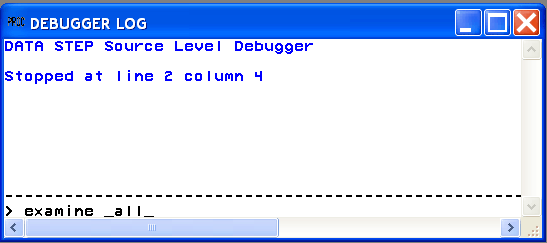 DEBUGGER LOG
DATA STEP Source Level Debugger
Stopped at line 2 column 4
> examine _all_